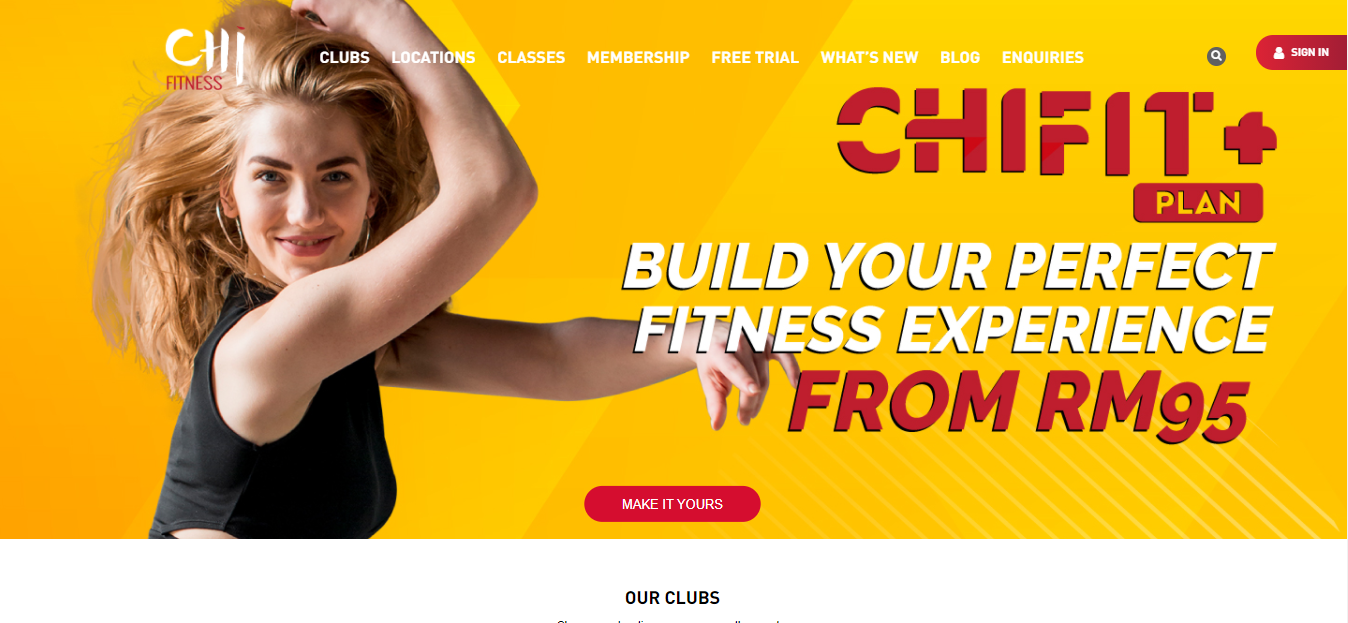 CHi
FITNESS
CLUBS LOCATIONS CLASSES MEMBERSHIP FREE TRIAL WHAT'S NEW BLOG ENQUIRIES
SIGN IN
CHIFIT+
PLAN
BUILD YOUR PERFECT
FITNESS EXPERIENCE
FROM RM95
MAKE IT YOURS
OUR CLUBS